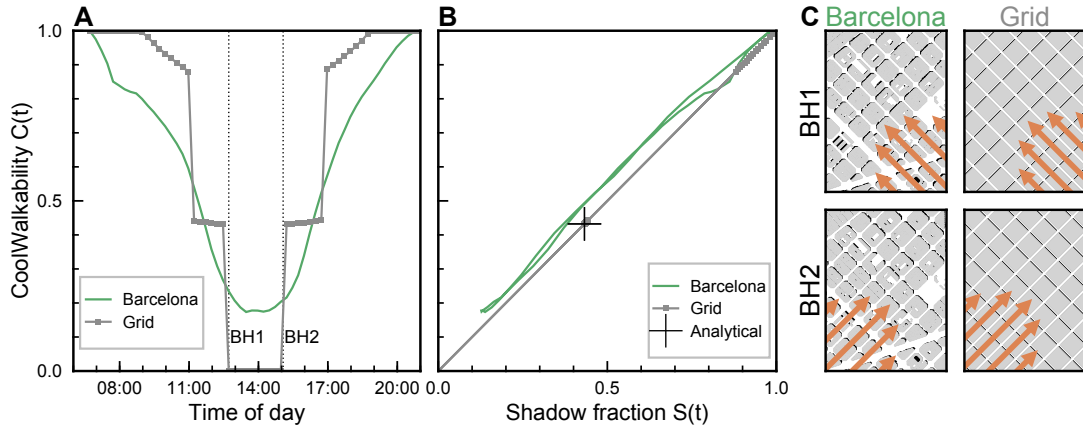 A
B
C
Barcelona
Grid
CoolWalkability C(t)
1.0
0.5
0.0
Barcelona
Grid
BH1
BH2
08:00
11:00
14:00
17:00
20:00
Time of day
Barcelona
Grid
Analytical
0.0
0.5
1.0
Shadow fraction S(t)
BH1
BH2